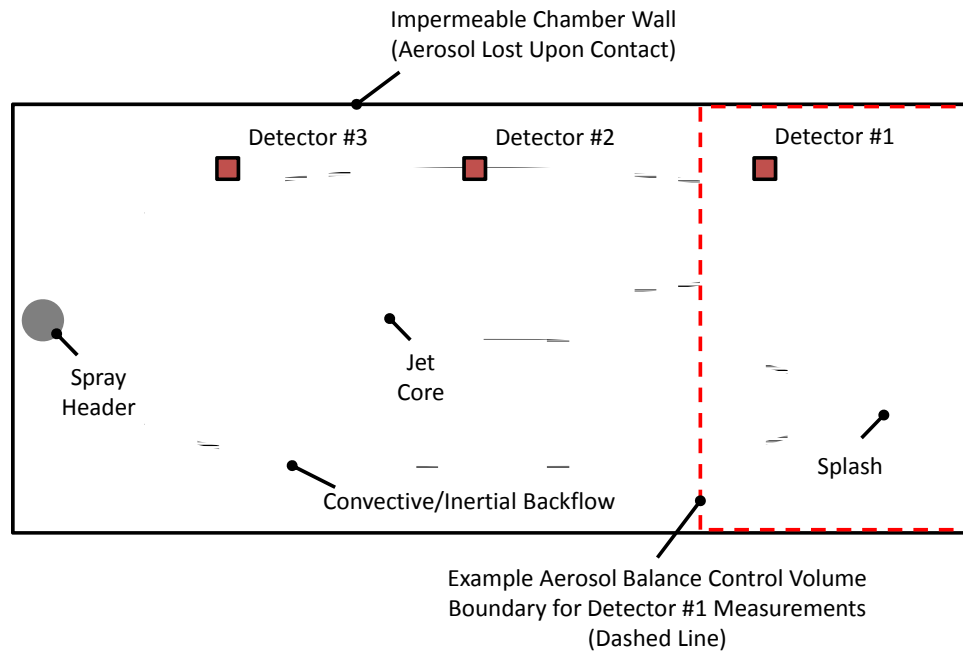 Impermeable Chamber Wall
(Aerosol Lost Upon Contact)
Detector #3
Detector #2
Detector #1
Spray
Header
Jet
Core
Splash
Convective/Inertial Backflow
Example Aerosol Balance Control Volume
Boundary for Detector #1 Measurements
(Dashed Line)